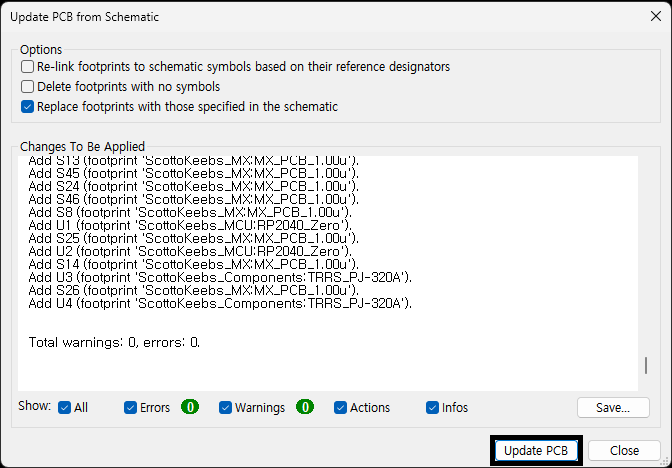 Update PCB from Schematic
Options
Re-link footprints to schematic symbols based on their reference designators
Delete footprints with no symbols
Replace footprints with those specified in the schematic
Changes To Be Applied
Add S13 (footprint 'ScottoKeebs_MX:MX_PCB_1.00u').
Add S45 (footprint 'ScottoKeebs_MX:MX_PCB_1.00u').
Add S24 (footprint 'ScottoKeebs_MX:MX_PCB_1.00u').
Add S46 (footprint 'ScottoKeebs_MX:MX_PCB_1.00u').
Add S8 (footprint 'ScottoKeebs_MX:MX_PCB_1.00u').
Add U1 (footprint 'ScottoKeebs_MCU:RP2040_Zero').
Add S25 (footprint 'ScottoKeebs_MX:MX_PCB_1.00u').
Add U2 (footprint 'ScottoKeebs_MCU:RP2040_Zero').
Add S14 (footprint 'ScottoKeebs_MX:MX_PCB_1.00u').
Add U3 (footprint 'ScottoKeebs_Components:TRRS_PJ-320A').
Add S26 (footprint 'ScottoKeebs_MX:MX_PCB_1.00u').
Add U4 (footprint 'ScottoKeebs_Components:TRRS_PJ-320A').
Total warnings: 0, errors: 0.
Show: All Errors 0 Warnings 0 Actions Infos Save...
Update PCB Close